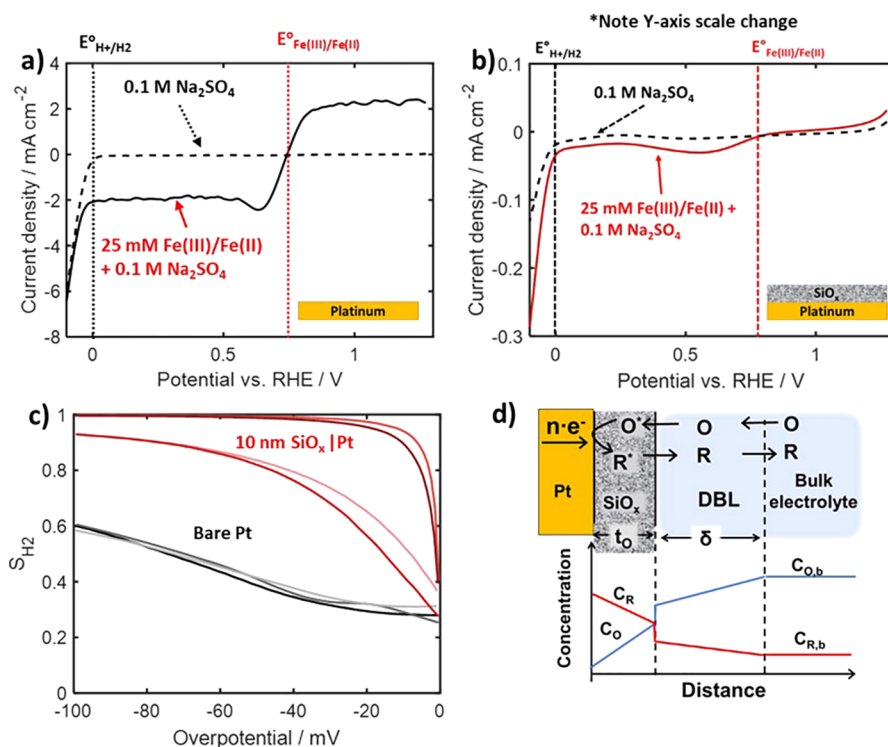 *Note Y-axis scale change
a)
E°H+/H2
E°Fe(III)/Fe(II)
0.1 M Na2SO4
25 mM Fe(III)/Fe(II)
+ 0.1 M Na2SO4
Platinum
Current density / mA cm-2
4
2
0
-2
-4
-6
-8
0
0.5
1
Potential vs. RHE / V
b)
E°H+/H2
E°Fe(III)/Fe(II)
0.1 M Na2SO4
25 mM Fe(III)/Fe(II) +
0.1 M Na2SO4
SiOx
Platinum
Current density / mA cm-2
0.1
0
-0.1
-0.2
-0.3
0
0.5
1
Potential vs. RHE / V
c)
10 nm SiOx|Pt
Bare Pt
SH2
1
0.8
0.6
0.4
0.2
0
-100
-80
-60
-40
-20
0
Overpotential / mV
d)
n·e-
O*
O
O
R*
R
R
Pt
SiOx
DBL
Bulk
electrolyte
tO
δ
CO,b
CR
CO
CR,b
Concentration
Distance